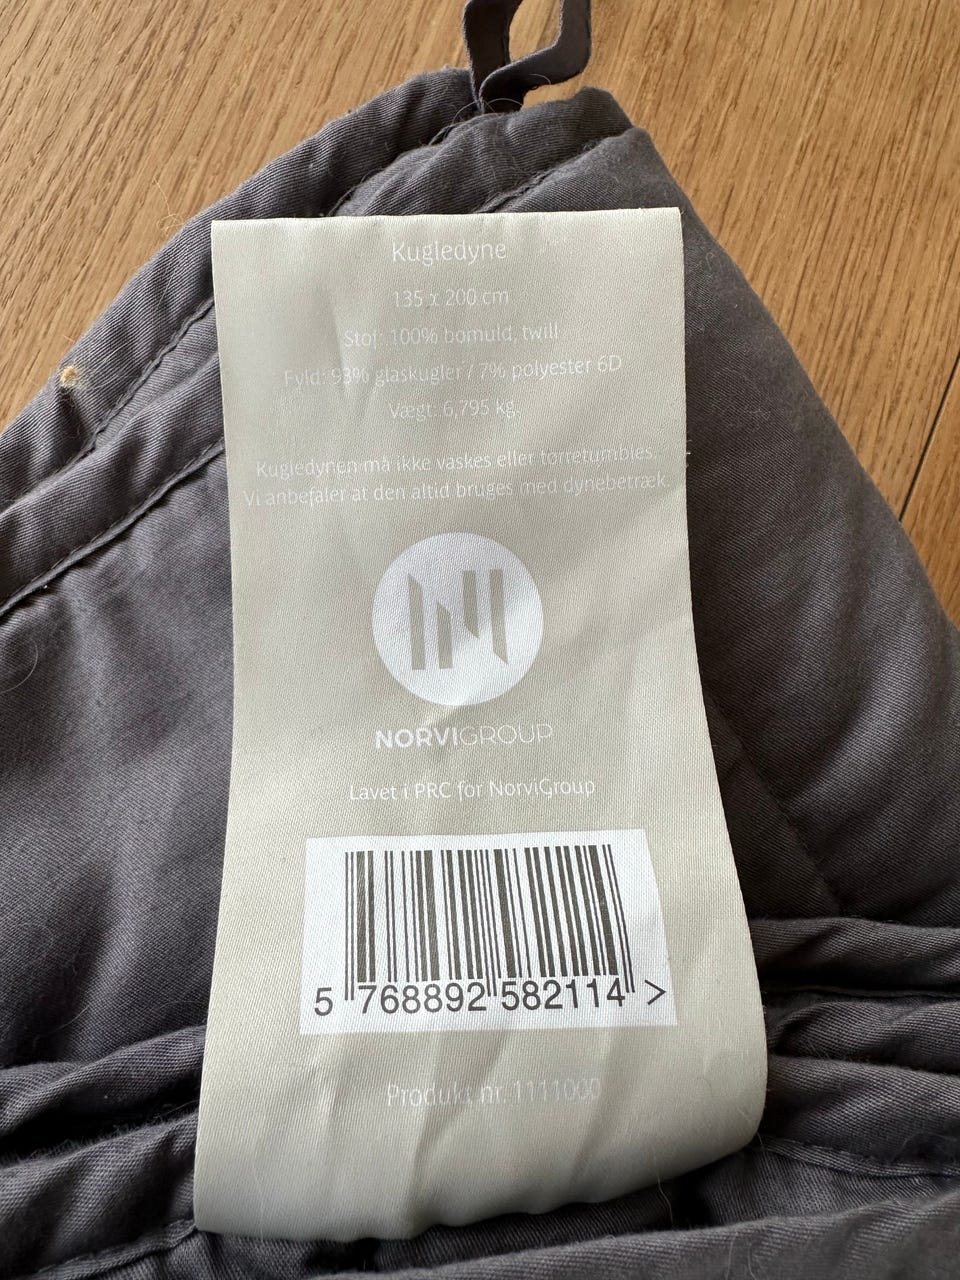 Kugledyne
135 x 200 cm
Stof: 100% bomuld, twill
Fyld: 93% glaskugler / 7% polyester 6D
Vægt: 6,795 kg.
Kugledynen må ikke vaskes eller tørretumbles.
Vi anbefaler at den altid bruges med dynebetræk.
NORVIGROUP
Lavet i PRC for NorviGroup
5 768892 582114 >
Produkt nr. 1111000